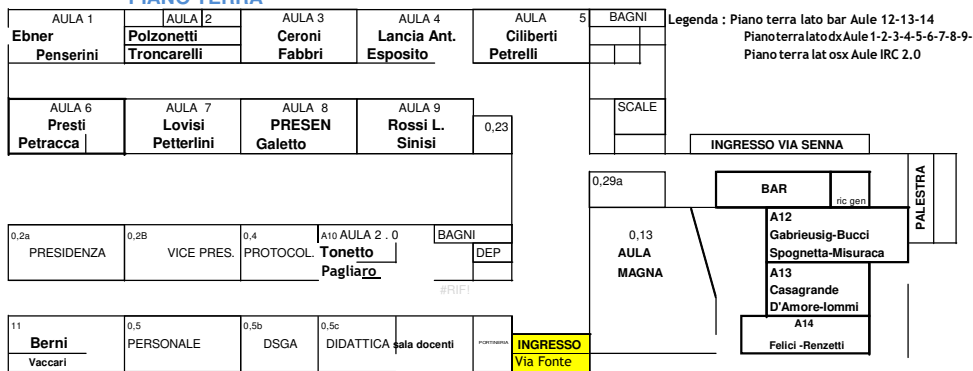 PIANO TERRA
AULA 1 AULA 2 AULA 3 AULA 4 AULA 5 BAGNI Legenda : Piano terra lato bar Aule 12-13-14
Ebner Polzonetti Ceroni Lancia Ant. Ciliberti Piano terra lato dx Aule 1-2-3-4-5-6-7-8-9-
Penserini Troncarelli Fabbri Esposito Petrelli Piano terra lat osx Aule IRC 2,0
AULA 6 AULA 7 AULA 8 AULA 9 SCALE
Presti Lovisi PRESEN Rossi L. 0,23
Petracca Petterlini Galetto Sinisi INGRESSO VIA SENNA
PALESTRA
0,29a BAR ric gen
A12
0,2a 0,2B 0,4 A10 AULA 2 . 0 BAGNI 0,13 Gabrieusig-Bucci
PRESIDENZA VICE PRES. PROTOCOL. Tonetto DEP AULA Spognetta-Misuraca
Pagliaro MAGNA A13
#RIF! Casagrande
D'Amore-Iommi
11 0,5 0,5b 0,5c A14
Berni PERSONALE DSGA DIDATTICA sala docenti PORTINERIA INGRESSO Felici -Renzetti
Vaccari Via Fonte